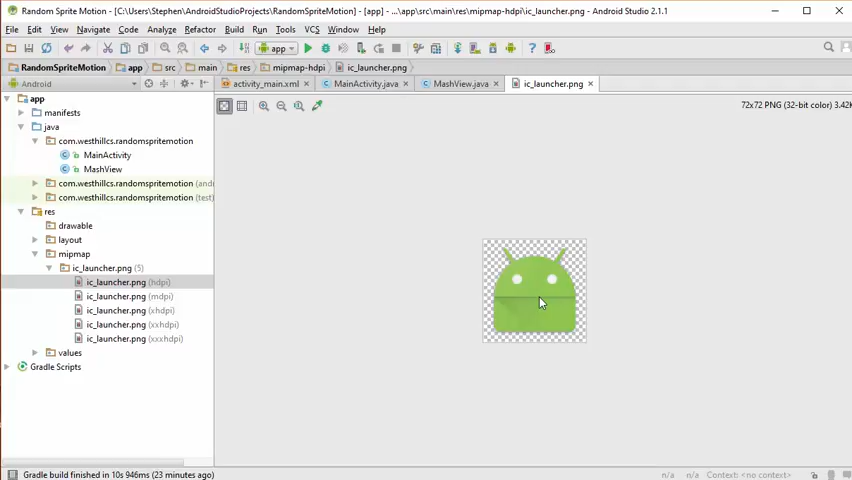 Random Sprite Motion - [C:\Users\Stephen\AndroidStudioProjects\RandomSpriteMotion] - [app] - ...\app\src\main\res\mipmap-hdpi\ic_launcher.png - Android Studio 2.1.1
File Edit View Navigate Code Analyze Refactor Build Run Tools VCS Window Help
app
RandomSpriteMotion app src main res mipmap-hdpi ic_launcher.png
Android
activity_main.xml MainActivity.java MashView.java ic_launcher.png
72x72 PNG (32-bit color) 3.42K
app
manifests
java
com.westhillcs.randomspritemotion
MainActivity
MashView
com.westhillcs.randomspritemotion (and
com.westhillcs.randomspritemotion (test)
res
drawable
layout
mipmap
ic_launcher.png (5)
ic_launcher.png (hdpi)
ic_launcher.png (mdpi)
ic_launcher.png (xhdpi)
ic_launcher.png (xxhdpi)
ic_launcher.png (xxxhdpi)
values
Gradle Scripts
Gradle build finished in 10s 946ms (23 minutes ago)
n/a n/a Context: <no context>